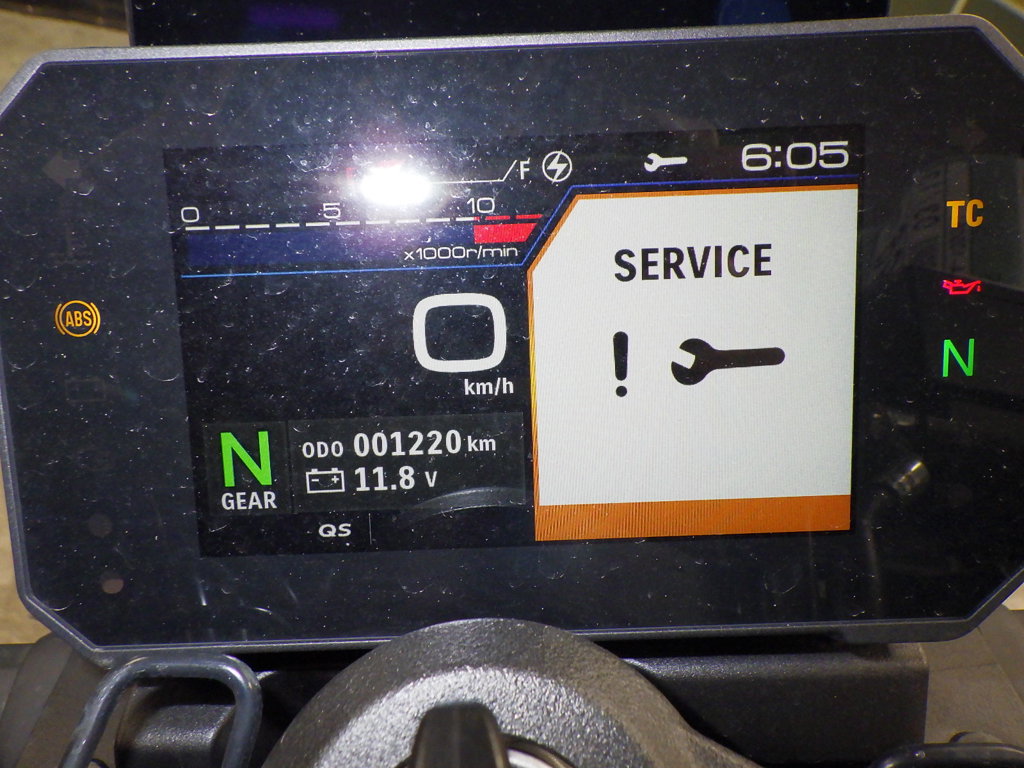 F 6:05
0 5 10
x1000r/min
TC
SERVICE
ABS
!
0
km/h
N
N
GEAR
ODO 001220 km
11.8 V
QS